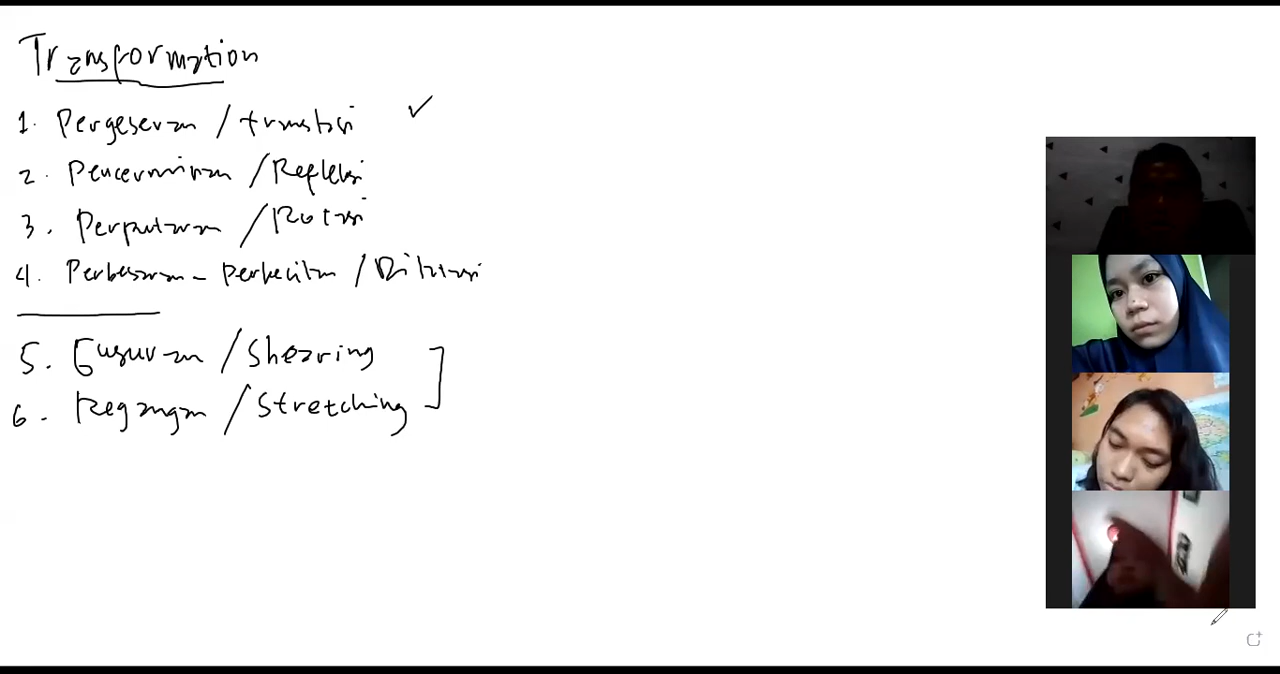 Transformation
1. Pergeseran / translasi
2. Pencerminan / Refleksi
3. Perputaran / Rotasi
4. Perbesaran - perkecilan / Dilatasi
5. Gusuran / Shearing
6. Regangan / Stretching